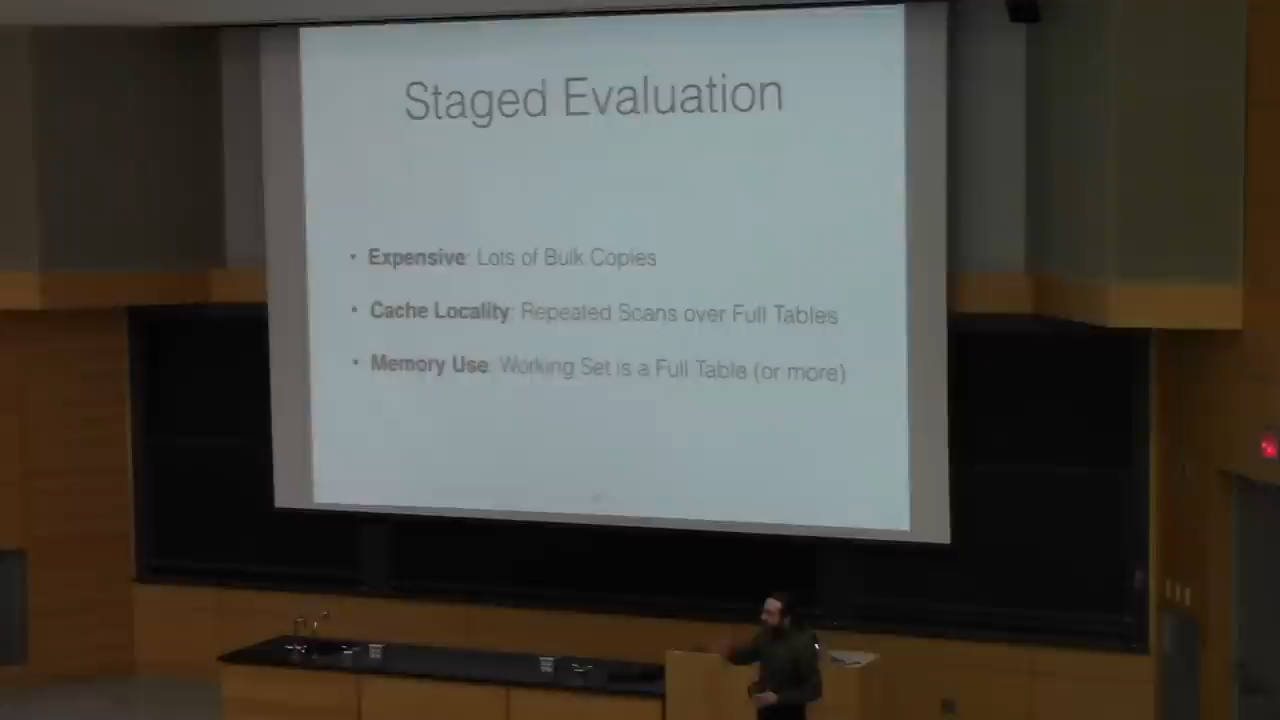 Staged Evaluation
• Expensive: Lots of Bulk Copies
• Cache Locality: Repeated Scans over Full Tables
• Memory Use: Working Set is a Full Table (or more)